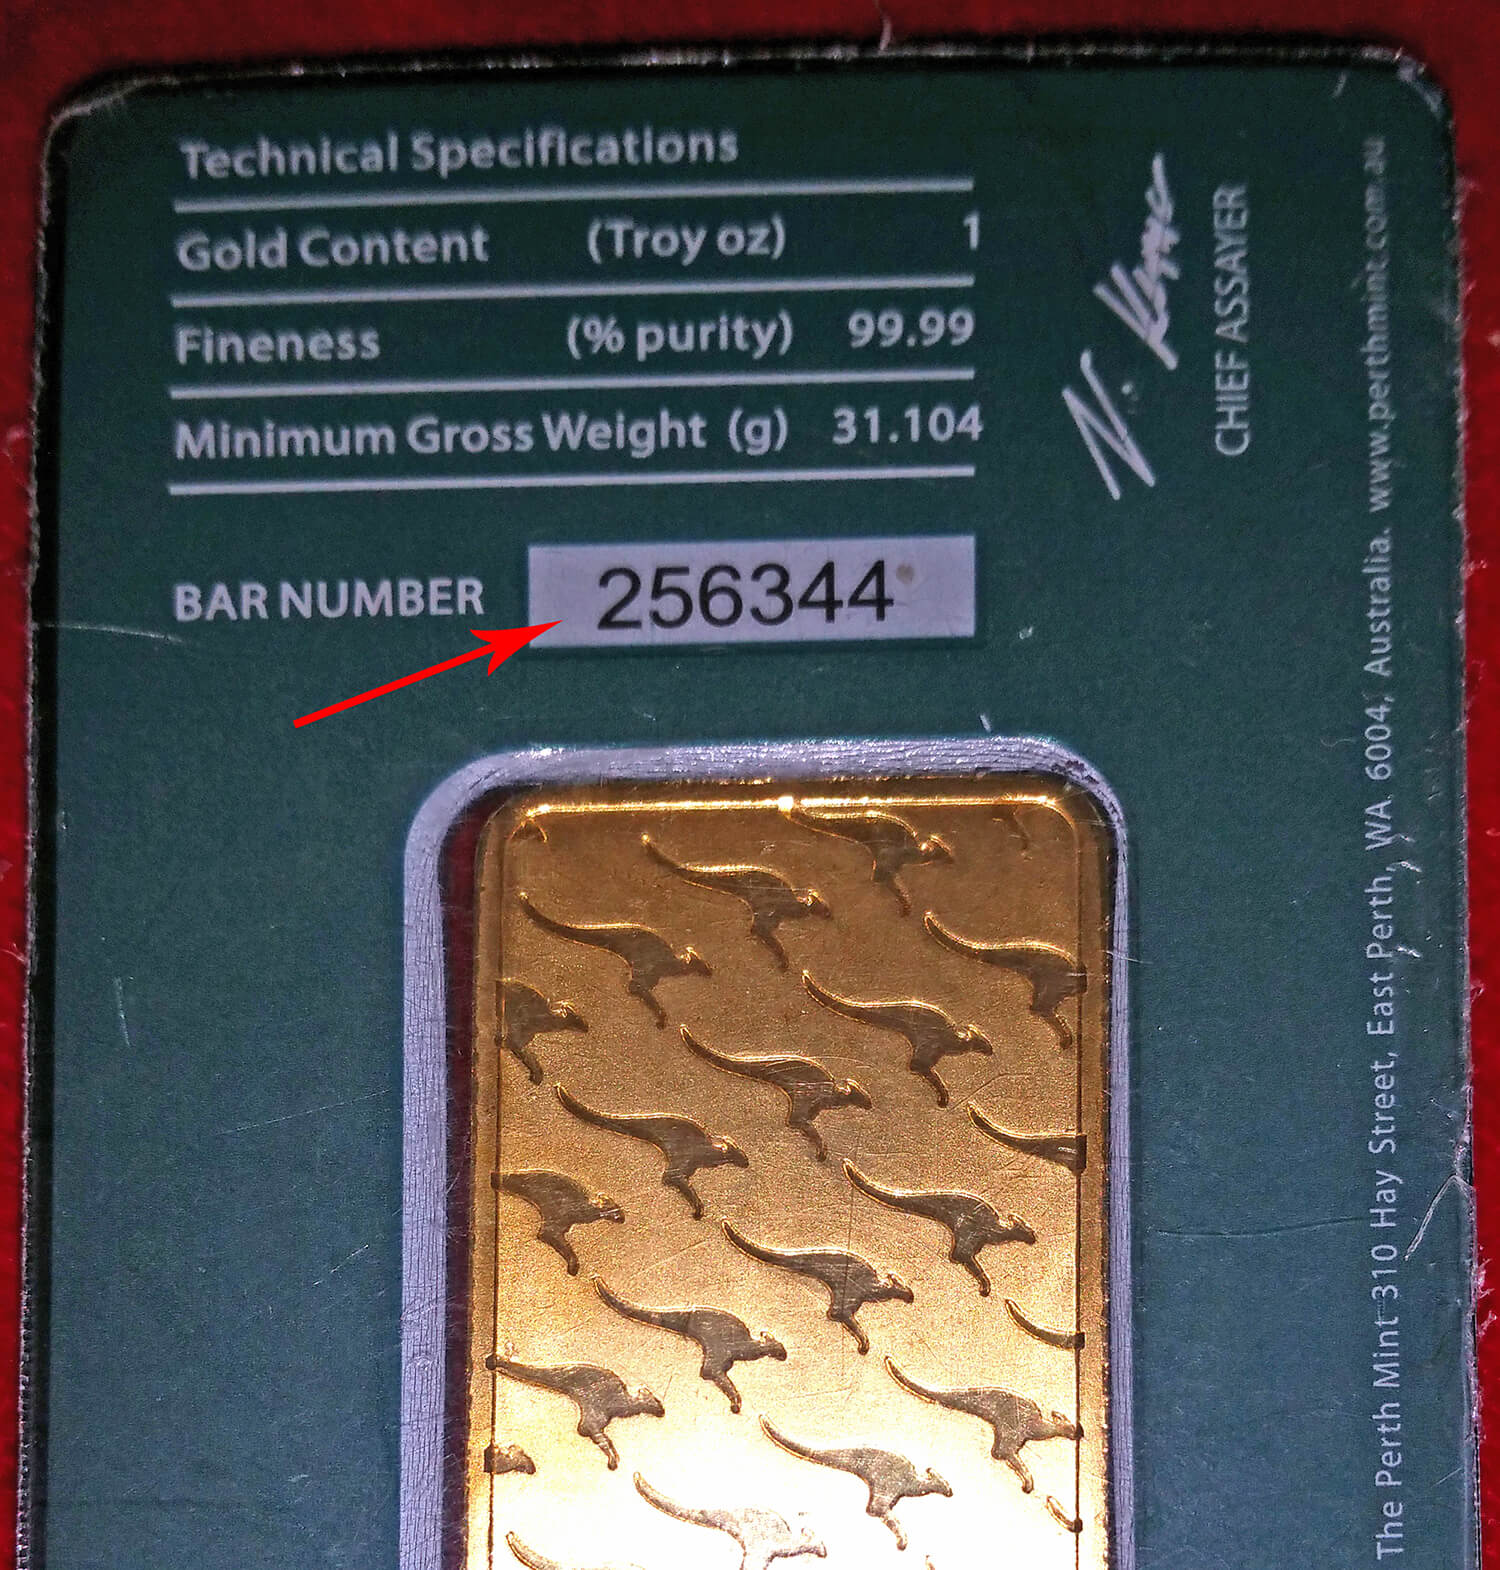 Technical Specifications
Gold Content (Troy oz) 1
Fineness (% purity) 99.99
Minimum Gross Weight (g) 31.104
BAR NUMBER 256344
CHIEF ASSAYER
The Perth Mint 310 Hay Street, East Perth, WA 6004, Australia. www.perthmint.com.au